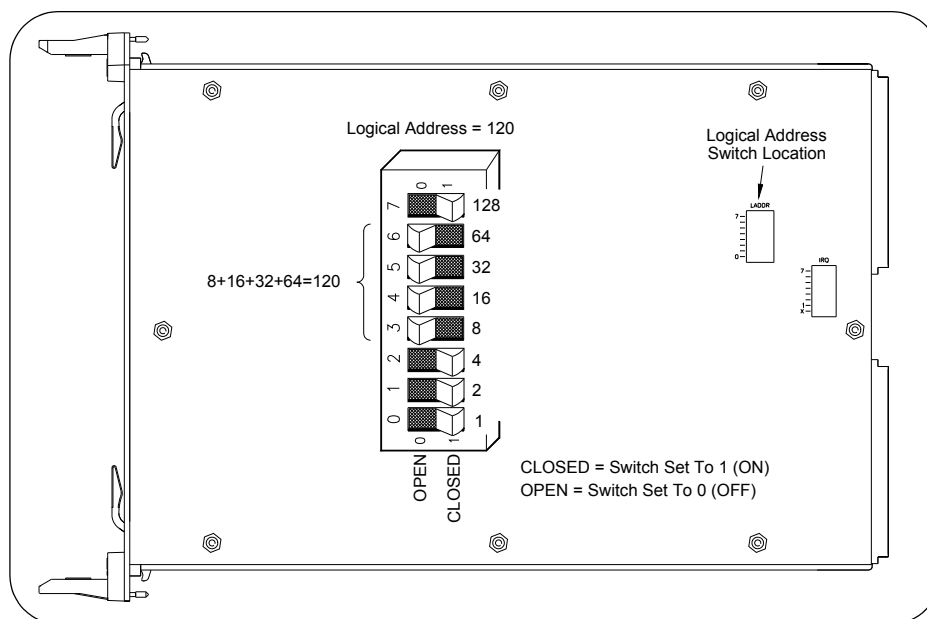 Logical Address = 120
Logical Address
Switch Location
LADDR
7
0
IRQ
7
1
X
0 1
7 128
6 64
5 32
4 16
3 8
2 4
1 2
0 1
0 1
8+16+32+64=120
OPEN
CLOSED
CLOSED = Switch Set To 1 (ON)
OPEN = Switch Set To 0 (OFF)